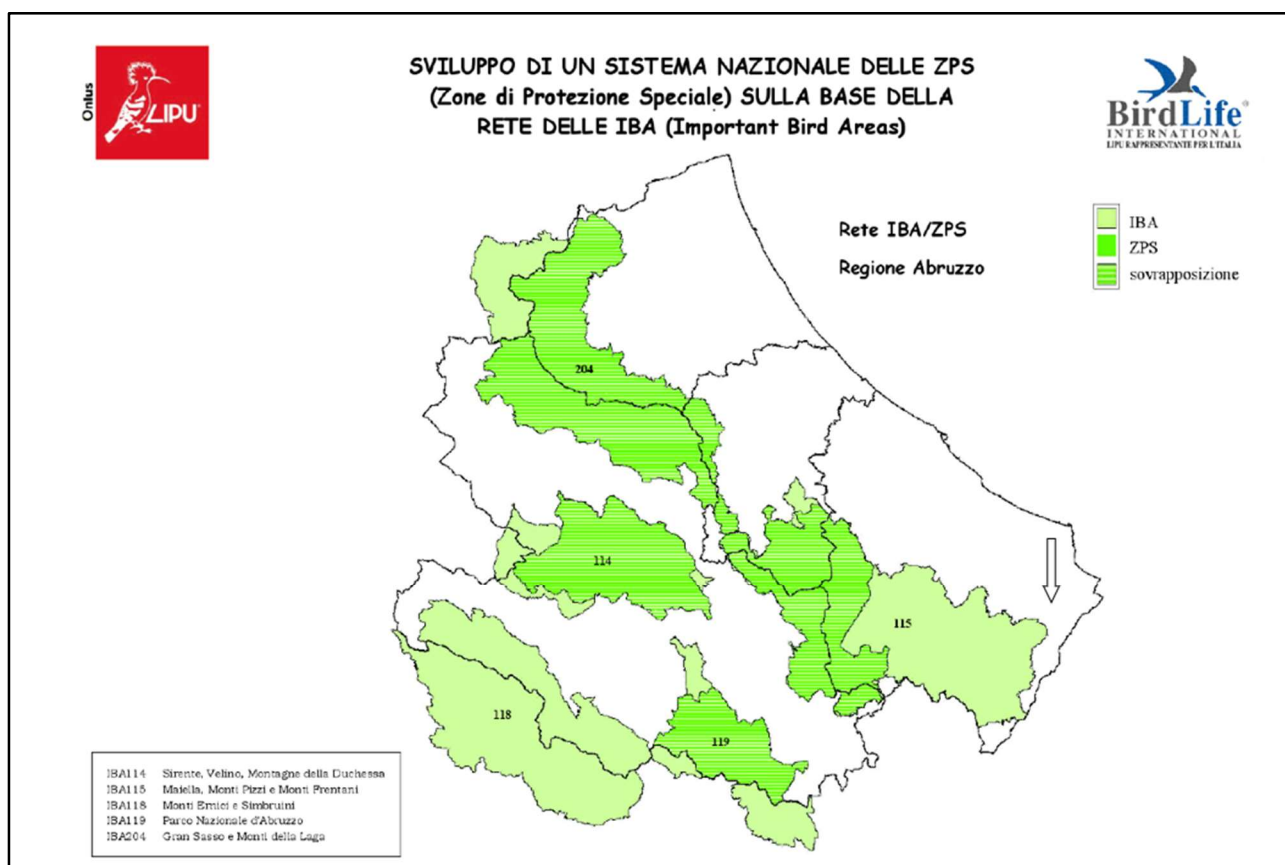 Onlus
LIPU
SVILUPPO DI UN SISTEMA NAZIONALE DELLE ZPS
(Zone di Protezione Speciale) SULLA BASE DELLA
RETE DELLE IBA (Important Bird Areas)
BirdLife
INTERNATIONAL
LIPU RAPPRESENTANTE PER L'ITALIA
Rete IBA/ZPS
Regione Abruzzo
IBA
ZPS
sovrapposizione
204
114
115
118
119
IBA114 Sirente, Velino, Montagne della Duchessa
IBA115 Maiella, Monti Pizzi e Monti Frentani
IBA118 Monti Ernici e Simbruini
IBA119 Parco Nazionale d'Abruzzo
IBA204 Gran Sasso e Monti della Laga